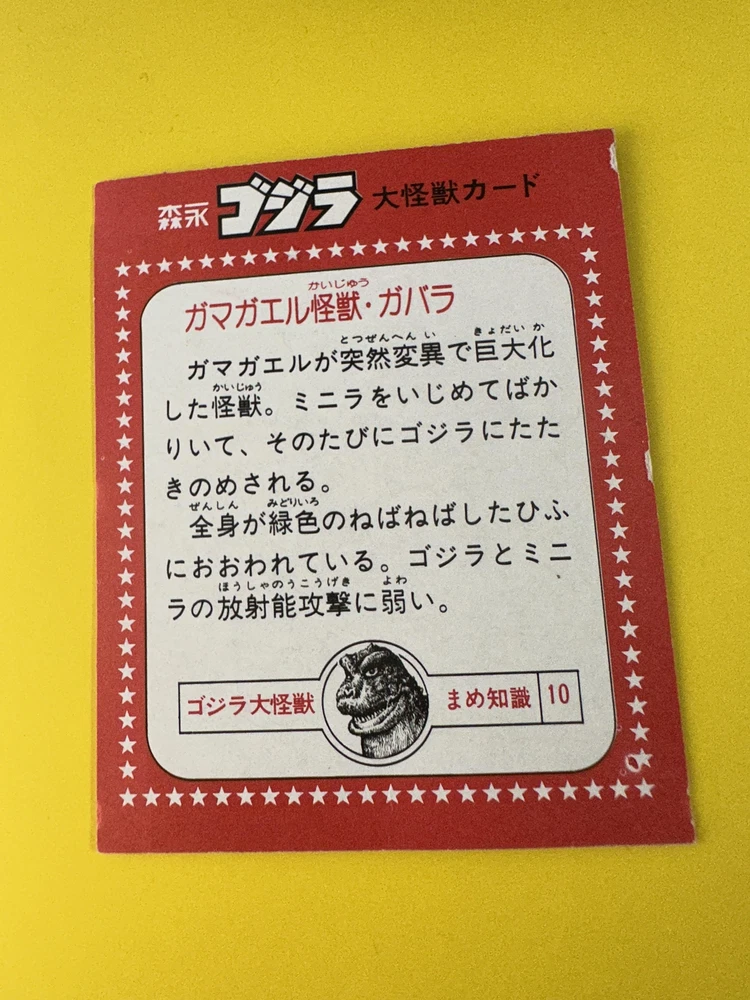 森永 ゴジラ 大怪獣カード
かいじゅう
ガマガエル怪獣・ガバラ
とつぜんへんい きょだいか
ガマガエルが突然変異で巨大化
かいじゅう
した怪獣。ミニラをいじめてばか
りいて、そのたびにゴジラにたた
きのめされる。
ぜんしん みどりいろ
全身が緑色のねばねばしたひふ
におおわれている。ゴジラとミニ
ほうしゃのうこうげき よわ
ラの放射能攻撃に弱い。
ゴジラ大怪獣 まめ知識 10